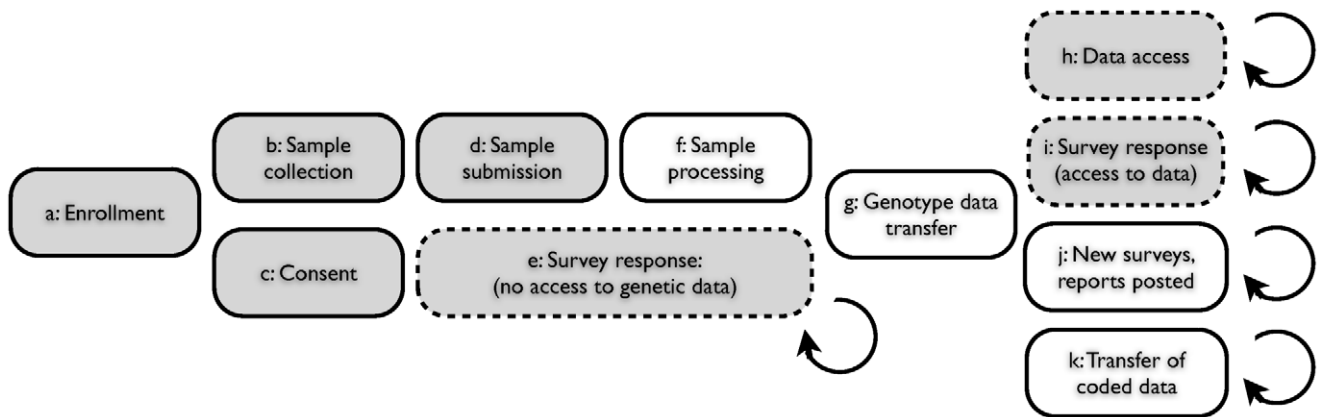 a: Enrollment
b: Sample
collection
c: Consent
d: Sample
submission
e: Survey response:
(no access to genetic data)
f: Sample
processing
g: Genotype data
transfer
h: Data access
i: Survey response
(access to data)
j: New surveys,
reports posted
k: Transfer of
coded data